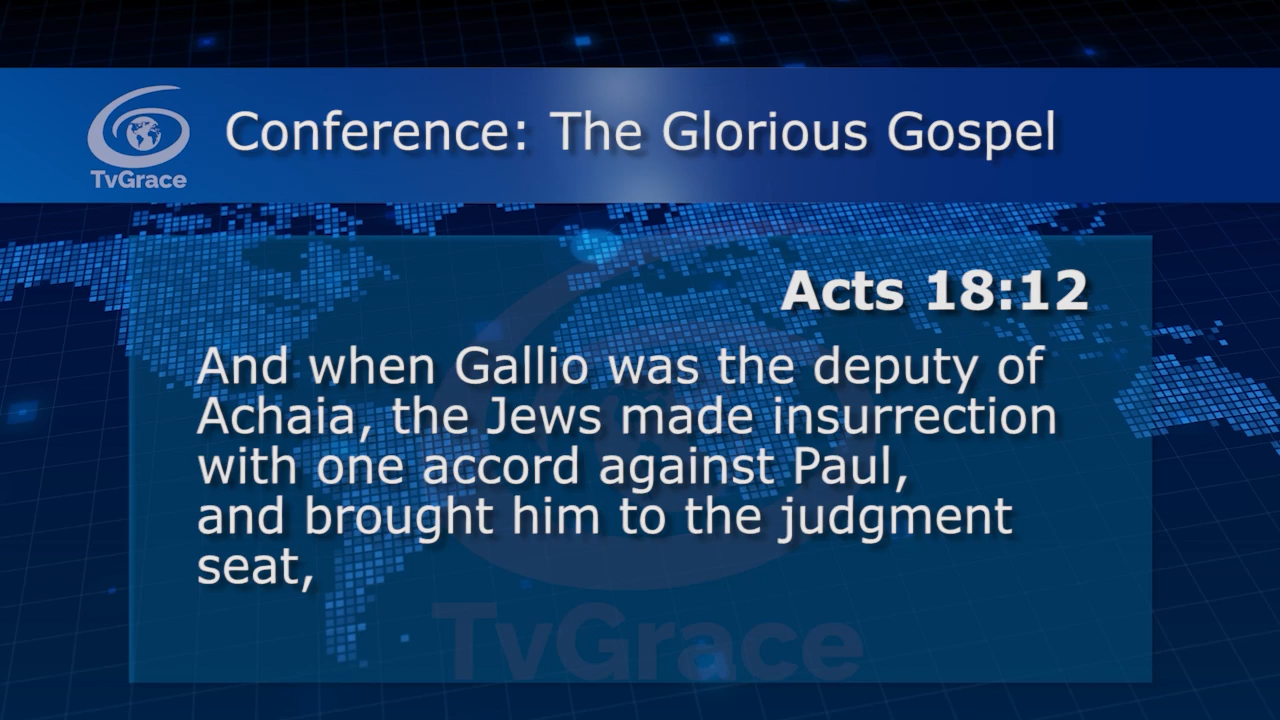 Conference: The Glorious Gospel
TvGrace
Acts 18:12
And when Gallio was the deputy of
Achaia, the Jews made insurrection
with one accord against Paul,
and brought him to the judgment
seat,
TvGrace